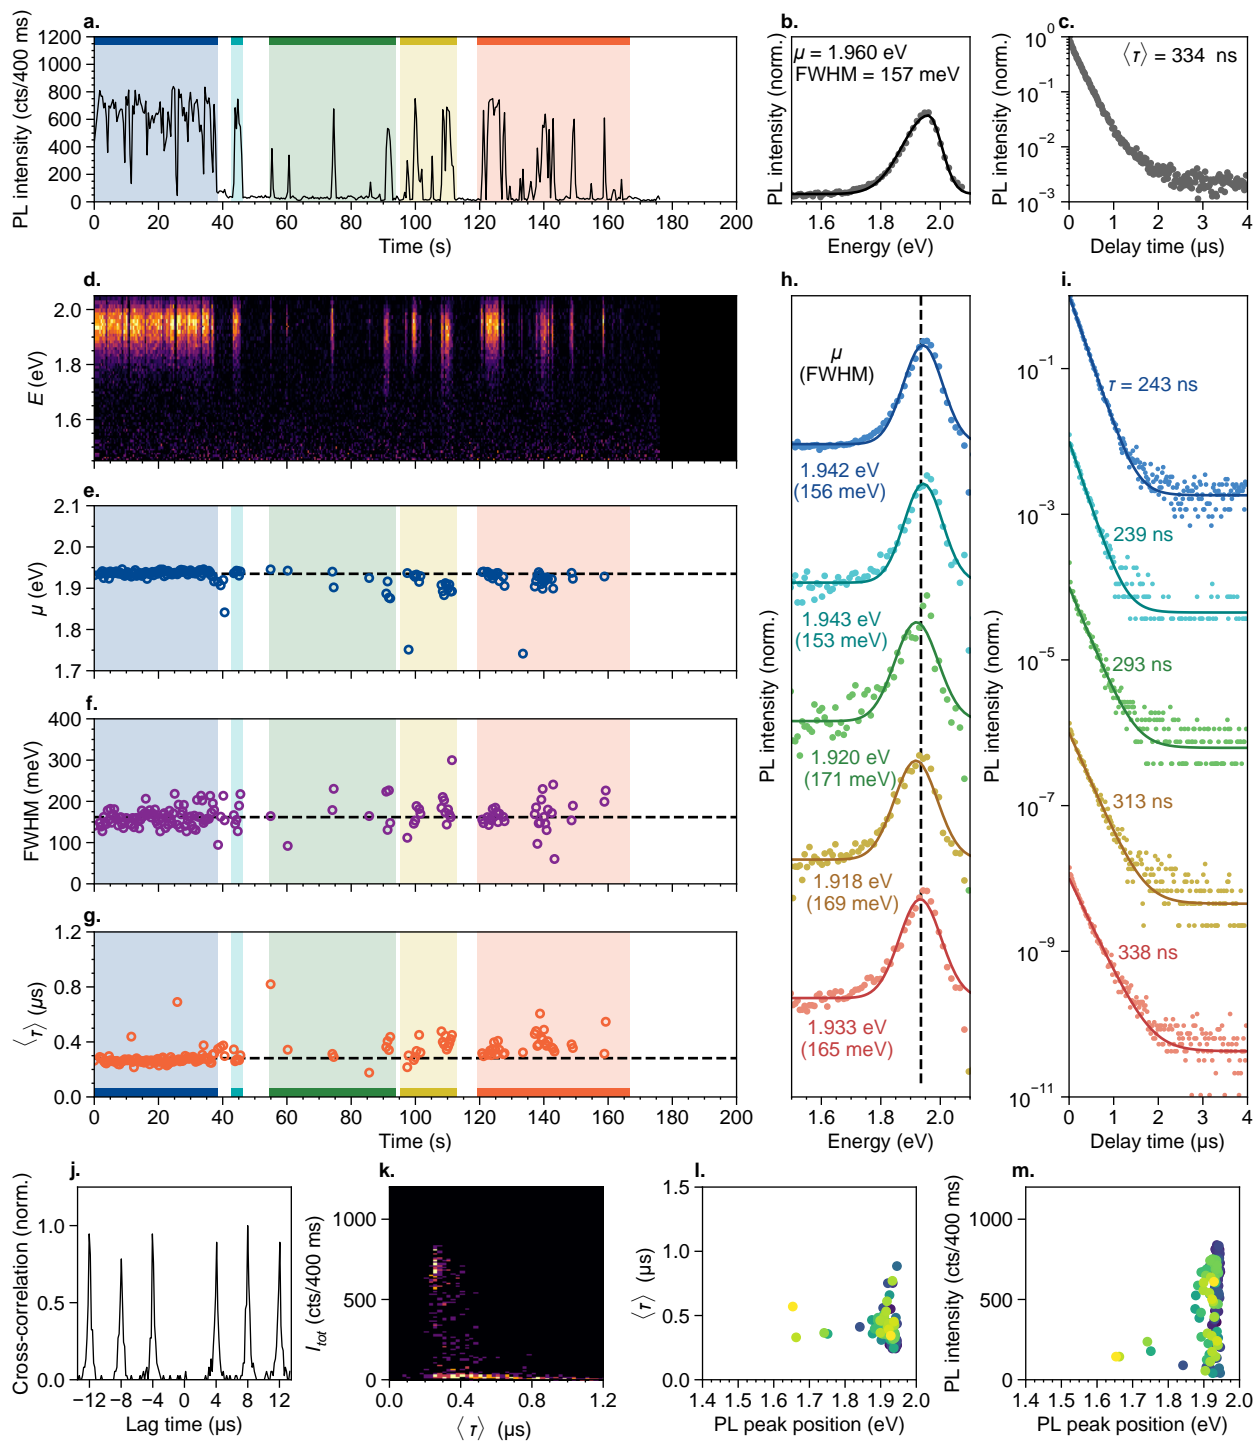 a.
PL intensity (cts/400 ms)
1200
1000
800
600
400
200
0
0 20 40 60 80 100 120 140 160 180 200
Time (s)
b.
PL intensity (norm.)
μ = 1.960 eV
FWHM = 157 meV
1.6 1.8 2.0
Energy (eV)
c.
PL intensity (norm.)
10⁰
10⁻¹
10⁻²
10⁻³
⟨τ⟩ = 334 ns
0 1 2 3 4
Delay time (μs)
d.
E (eV)
2.0
1.8
1.6
e.
μ (eV)
2.1
2.0
1.9
1.8
1.7
f.
FWHM (meV)
400
300
200
100
0
g.
⟨τ⟩ (μs)
1.2
0.8
0.4
0.0
0 20 40 60 80 100 120 140 160 180 200
Time (s)
h.
PL intensity (norm.)
μ
(FWHM)
1.942 eV
(156 meV)
1.943 eV
(153 meV)
1.920 eV
(171 meV)
1.918 eV
(169 meV)
1.933 eV
(165 meV)
1.6 1.8 2.0
Energy (eV)
i.
PL intensity (norm.)
10⁻¹
10⁻³
10⁻⁵
10⁻⁷
10⁻⁹
10⁻¹¹
τ = 243 ns
239 ns
293 ns
313 ns
338 ns
0 1 2 3 4
Delay time (μs)
j.
Cross-correlation (norm.)
1.0
0.5
0.0
−12 −8 −4 0 4 8 12
Lag time (μs)
k.
I_tot (cts/400 ms)
1000
500
0
0.0 0.4 0.8 1.2
⟨τ⟩ (μs)
l.
⟨τ⟩ (μs)
1.5
1.0
0.5
0.0
1.4 1.5 1.6 1.7 1.8 1.9 2.0
PL peak position (eV)
m.
PL intensity (cts/400 ms)
1000
500
0
1.4 1.5 1.6 1.7 1.8 1.9 2.0
PL peak position (eV)